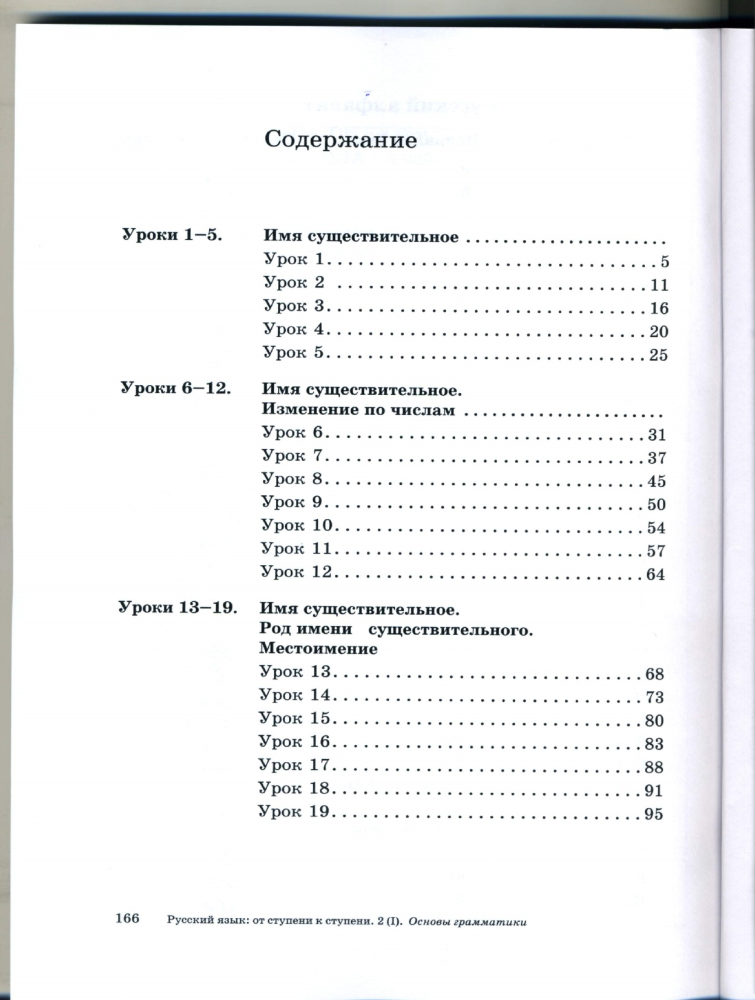 Содержание
Уроки 1–5. Имя существительное ......................
Урок 1................................5
Урок 2 ..............................11
Урок 3...............................16
Урок 4...............................20
Урок 5...............................25
Уроки 6–12. Имя существительное.
Изменение по числам ......................
Урок 6...............................31
Урок 7...............................37
Урок 8...............................45
Урок 9...............................50
Урок 10..............................54
Урок 11..............................57
Урок 12..............................64
Уроки 13–19. Имя существительное.
Род имени существительного.
Местоимение
Урок 13..............................68
Урок 14..............................73
Урок 15..............................80
Урок 16..............................83
Урок 17..............................88
Урок 18..............................91
Урок 19..............................95
166 Русский язык: от ступени к ступени. 2 (I). Основы грамматики